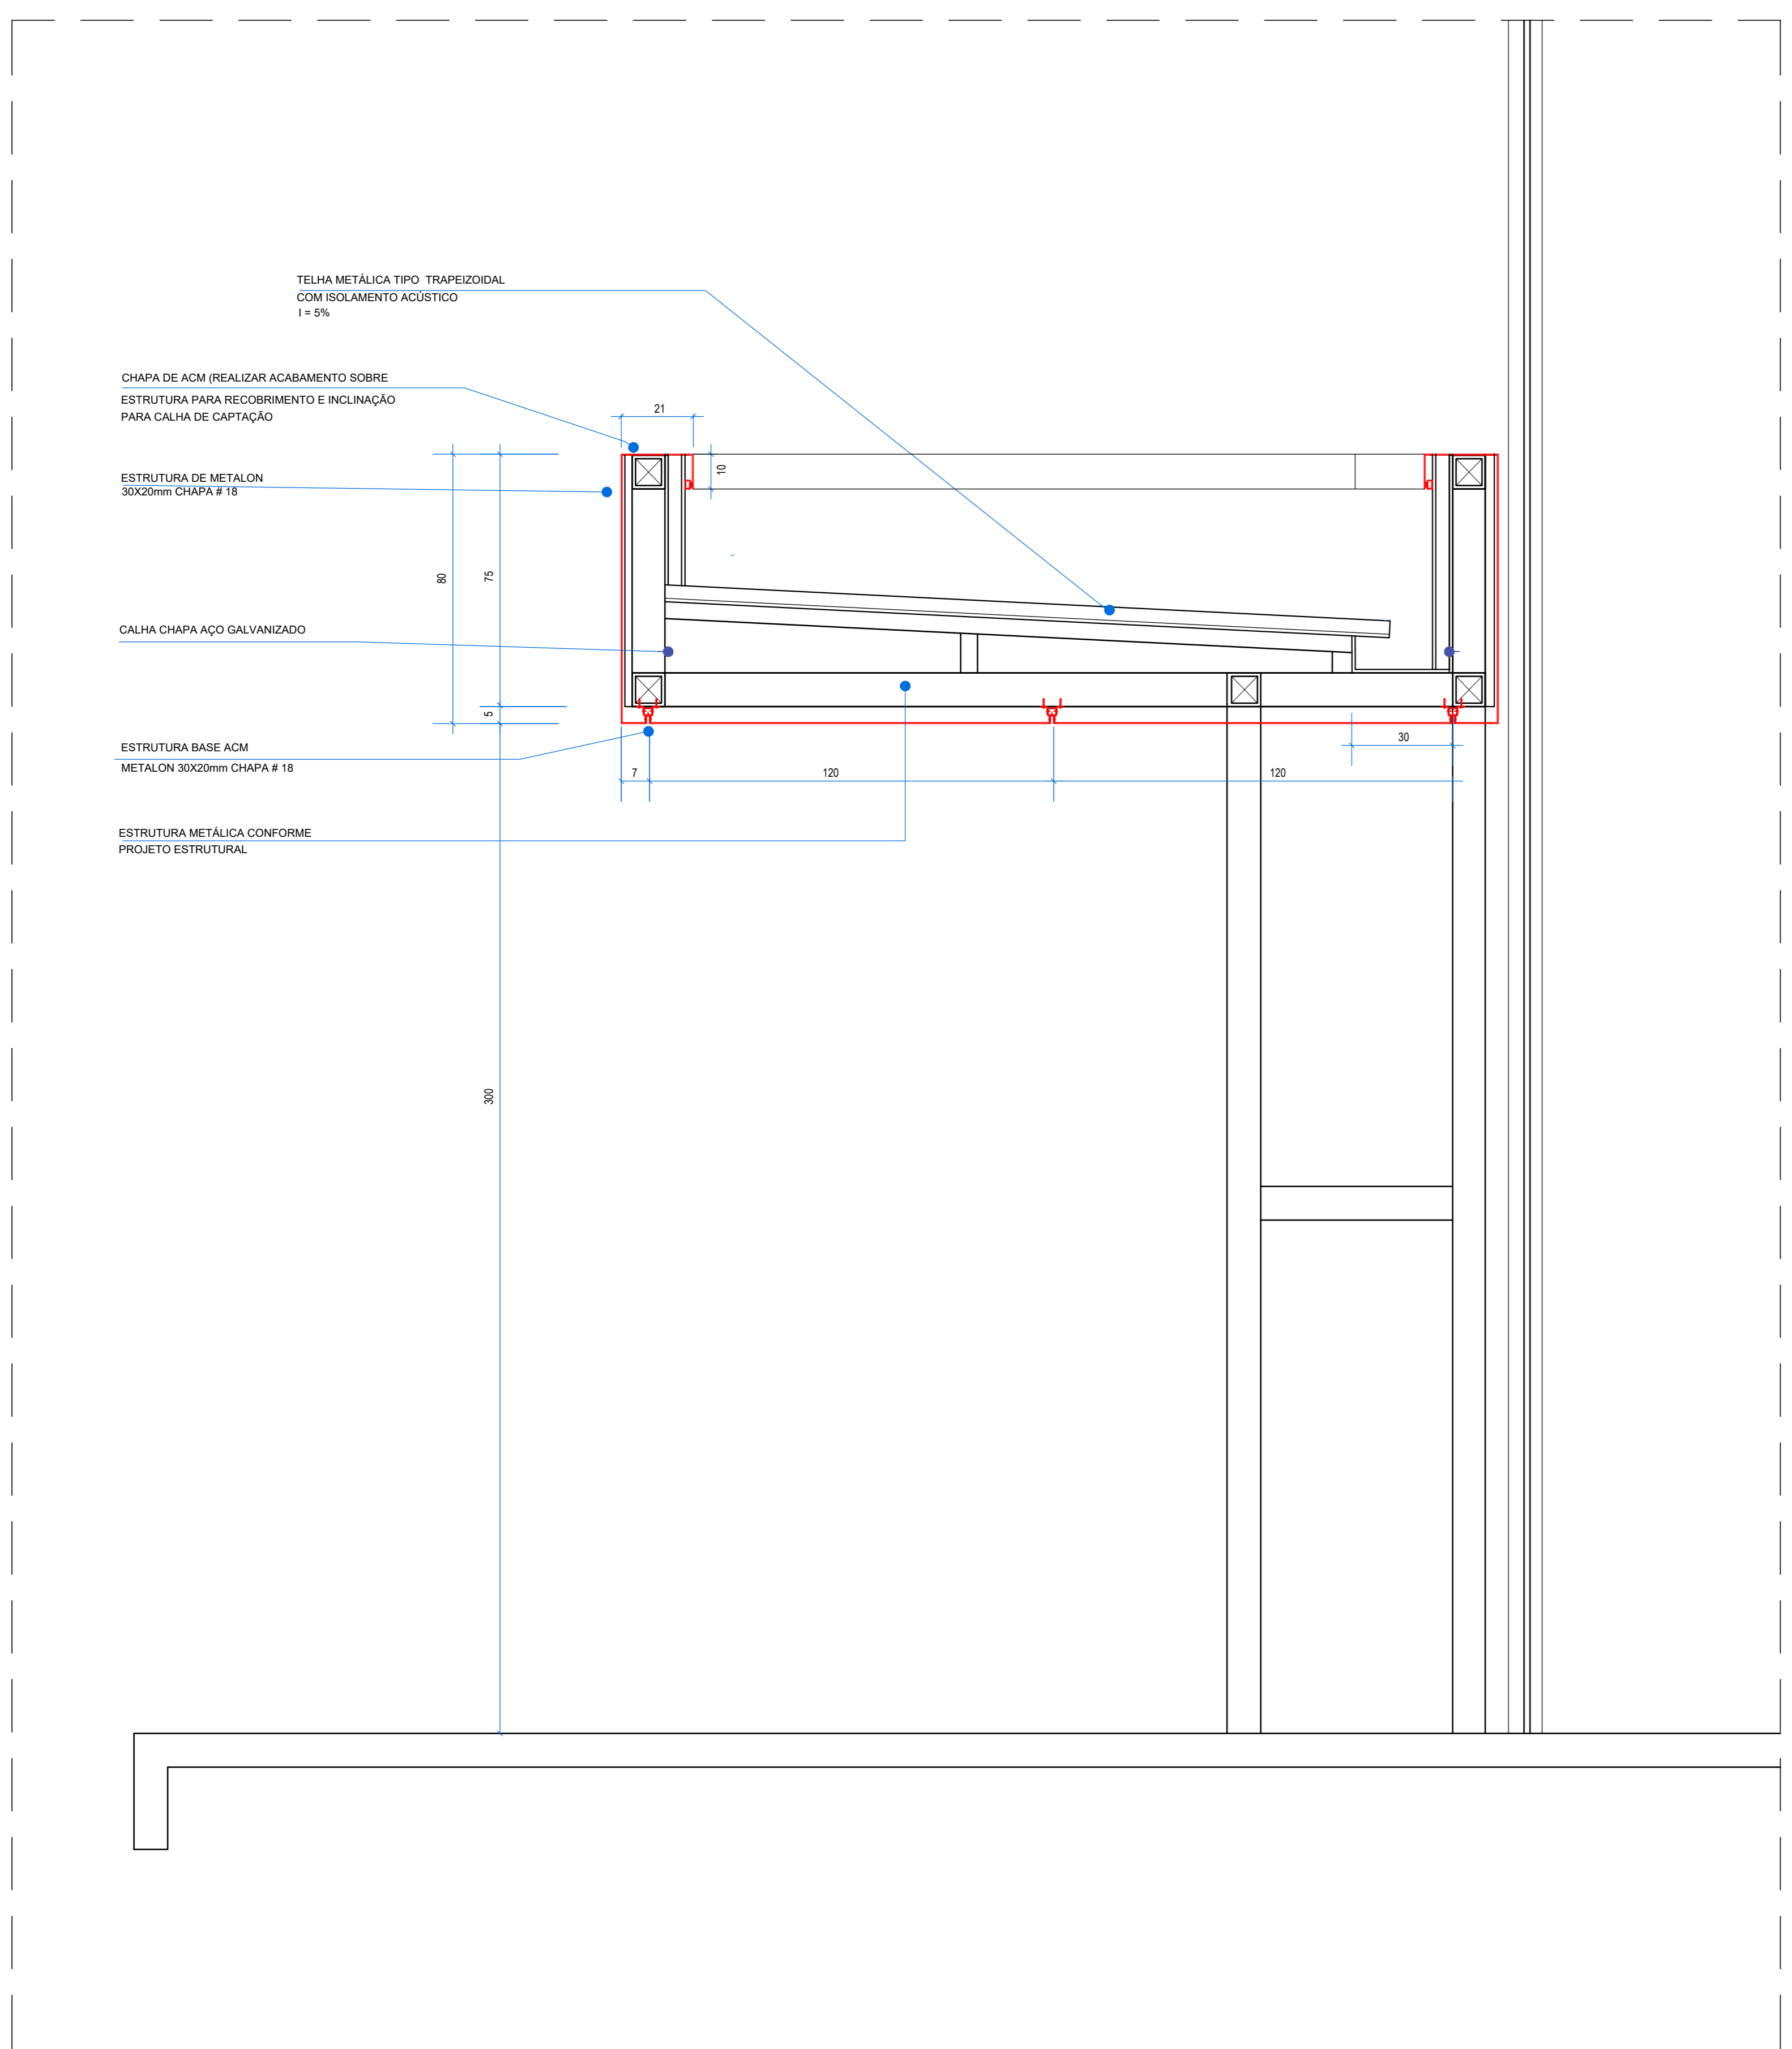 TELHA METÁLICA TIPO TRAPEIZOIDAL
COM ISOLAMENTO ACÚSTICO
I = 5%
CHAPA DE ACM (REALIZAR ACABAMENTO SOBRE
ESTRUTURA PARA RECOBRIMENTO E INCLINAÇÃO
PARA CALHA DE CAPTAÇÃO
21
10
ESTRUTURA DE METALON
30X20mm CHAPA # 18
80
75
CALHA CHAPA AÇO GALVANIZADO
5
30
ESTRUTURA BASE ACM
METALON 30X20mm CHAPA # 18
7
120
120
ESTRUTURA METÁLICA CONFORME
PROJETO ESTRUTURAL
300